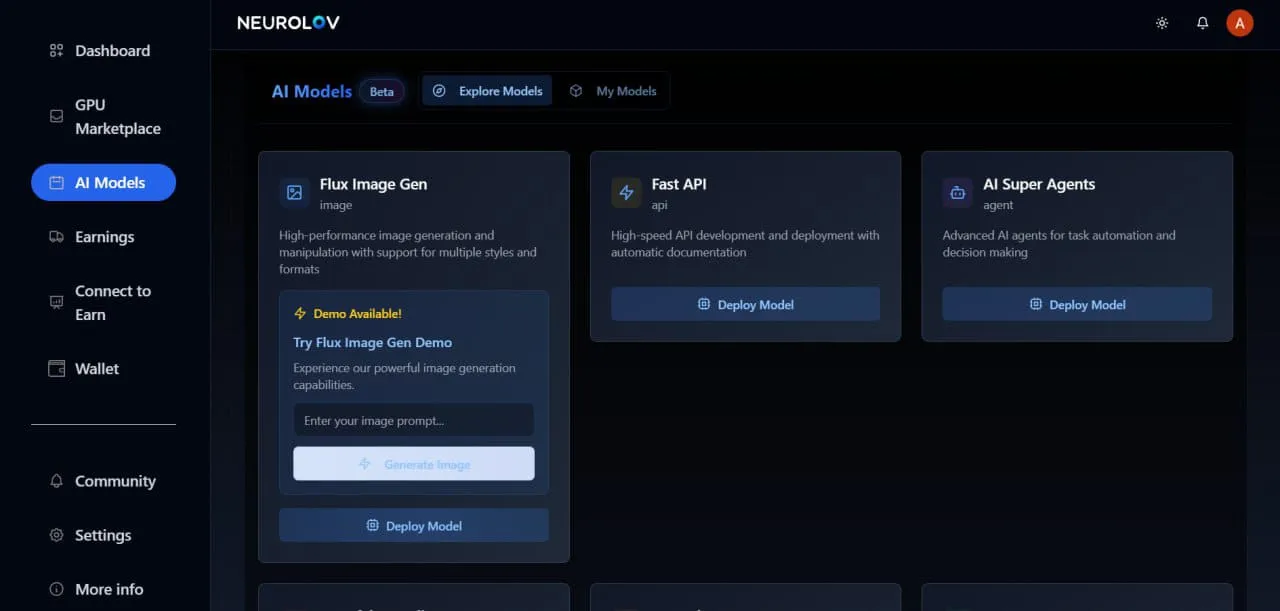 NEUROLOV
A
Dashboard
GPU
Marketplace
AI Models
Earnings
Connect to
Earn
Wallet
Community
Settings
More info
AI Models
Beta
Explore Models
My Models
Flux Image Gen
image
High-performance image generation and
manipulation with support for multiple styles and
formats
Demo Available!
Try Flux Image Gen Demo
Experience our powerful image generation
capabilities.
Enter your image prompt...
Generate Image
Deploy Model
Fast API
api
High-speed API development and deployment with
automatic documentation
Deploy Model
AI Super Agents
agent
Advanced AI agents for task automation and
decision making
Deploy Model